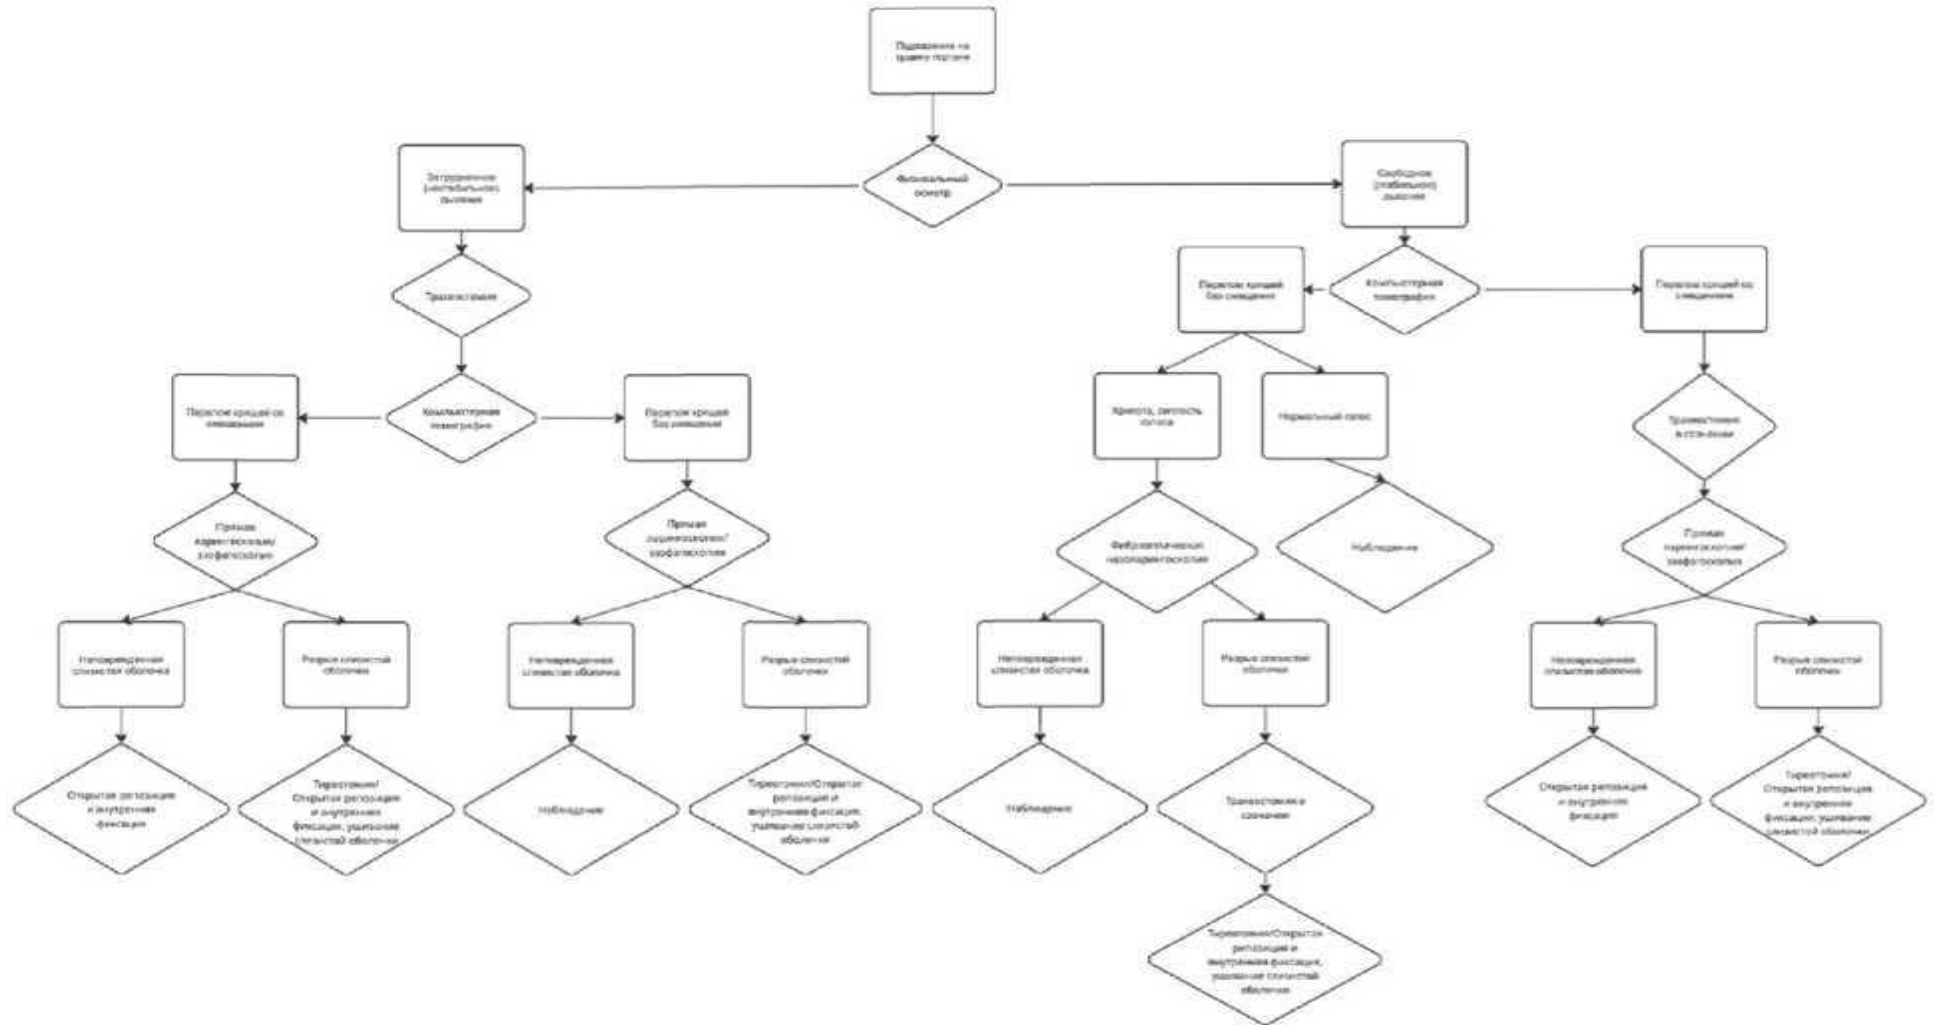 Подозрение на
травму гортани
Физикальный
осмотр
Затрудненное
(нестабильное)
дыхание
Свободное
(стабильное)
дыхание
Трахеостомия
Компьютерная
томография
Перелом хрящей
без смещения
Перелом хрящей со
смещением
Перелом хрящей со
смещением
Компьютерная
томография
Перелом хрящей
без смещения
Хрипота, сиплость
голоса
Нормальный голос
Трахеостомия
в сознании
Прямая
ларингоскопия/
эзофагоскопия
Прямая
ларингоскопия/
эзофагоскопия
Фиброоптическая
назоларингоскопия
Наблюдение
Прямая
ларингоскопия/
эзофагоскопия
Неповрежденная
слизистая оболочка
Разрыв слизистой
оболочки
Неповрежденная
слизистая оболочка
Разрыв слизистой
оболочки
Неповрежденная
слизистая оболочка
Разрыв слизистой
оболочки
Неповрежденная
слизистая оболочка
Разрыв слизистой
оболочки
Открытая репозиция
и внутренняя
фиксация
Тиреотомия/
Открытая репозиция
и внутренняя
фиксация, ушивание
слизистой оболочки
Наблюдение
Тиреотомия/Открытая
репозиция и
внутренняя фиксация,
ушивание слизистой
оболочки
Наблюдение
Трахеостомия в
сознании
Открытая репозиция
и внутренняя
фиксация
Тиреотомия/
Открытая репозиция
и внутренняя
фиксация, ушивание
слизистой оболочки
Тиреотомия/Открытая
репозиция и
внутренняя фиксация,
ушивание слизистой
оболочки